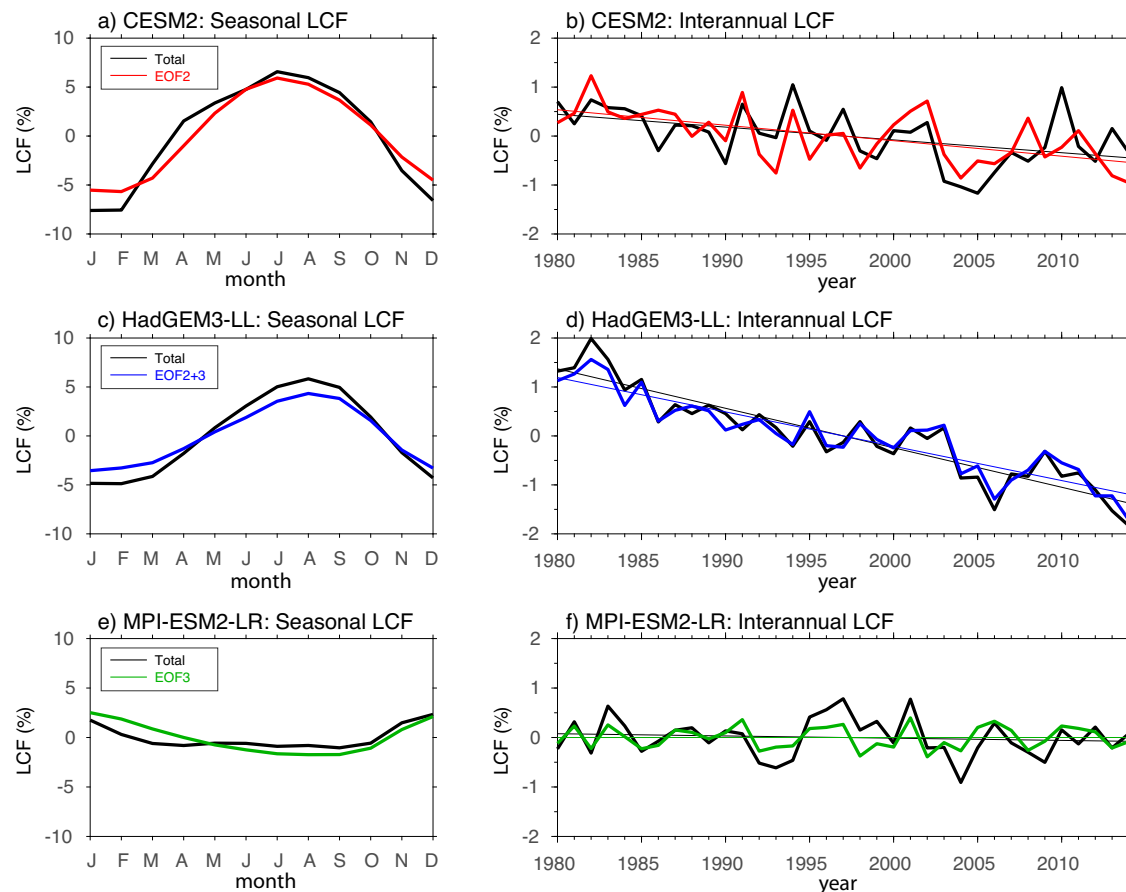 a) CESM2: Seasonal LCF
10
5
0
-5
-10
LCF (%)
Total
EOF2
J F M A M J J A S O N D
month
b) CESM2: Interannual LCF
2
1
0
-1
-2
LCF (%)
1980 1985 1990 1995 2000 2005 2010
year
c) HadGEM3-LL: Seasonal LCF
10
5
0
-5
-10
LCF (%)
Total
EOF2+3
J F M A M J J A S O N D
month
d) HadGEM3-LL: Interannual LCF
2
1
0
-1
-2
LCF (%)
1980 1985 1990 1995 2000 2005 2010
year
e) MPI-ESM2-LR: Seasonal LCF
10
5
0
-5
-10
LCF (%)
Total
EOF3
J F M A M J J A S O N D
month
f) MPI-ESM2-LR: Interannual LCF
2
1
0
-1
-2
LCF (%)
1980 1985 1990 1995 2000 2005 2010
year